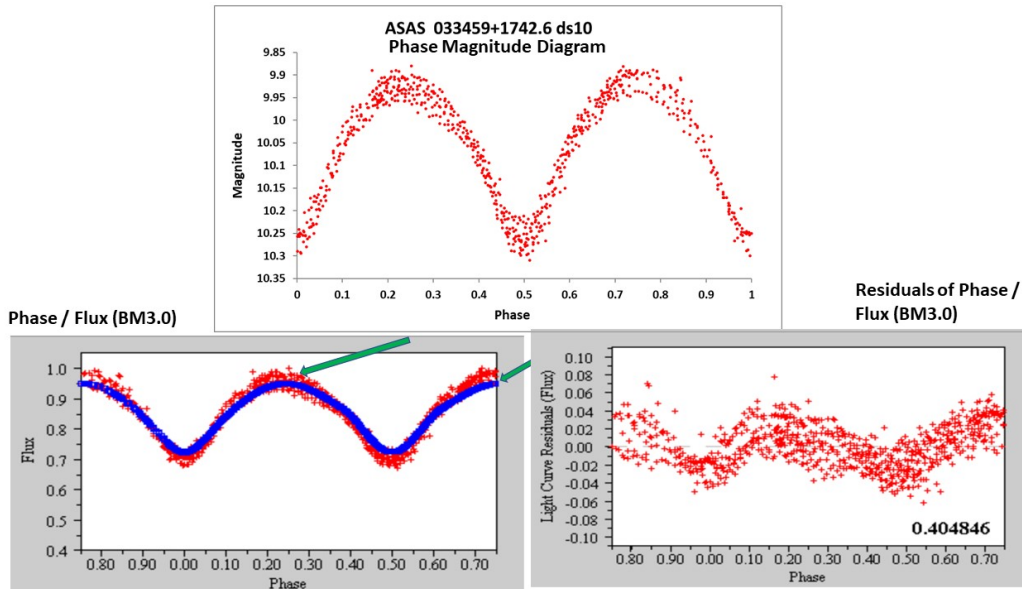 ASAS 033459+1742.6 ds10
Phase Magnitude Diagram
9.85
9.9
9.95
10
10.05
10.1
10.15
10.2
10.25
10.3
10.35
Magnitude
0 0.1 0.2 0.3 0.4 0.5 0.6 0.7 0.8 0.9 1
Phase
Phase / Flux (BM3.0)
1.0
0.9
0.8
0.7
0.6
0.5
0.4
Flux
0.80 0.90 0.00 0.10 0.20 0.30 0.40 0.50 0.60 0.70
Phase
Residuals of Phase /
Flux (BM3.0)
0.10
0.08
0.06
0.04
0.02
0.00
-0.02
-0.04
-0.06
-0.08
-0.10
Light Curve Residuals (Flux)
0.404846
0.80 0.90 0.00 0.10 0.20 0.30 0.40 0.50 0.60 0.70
Phase